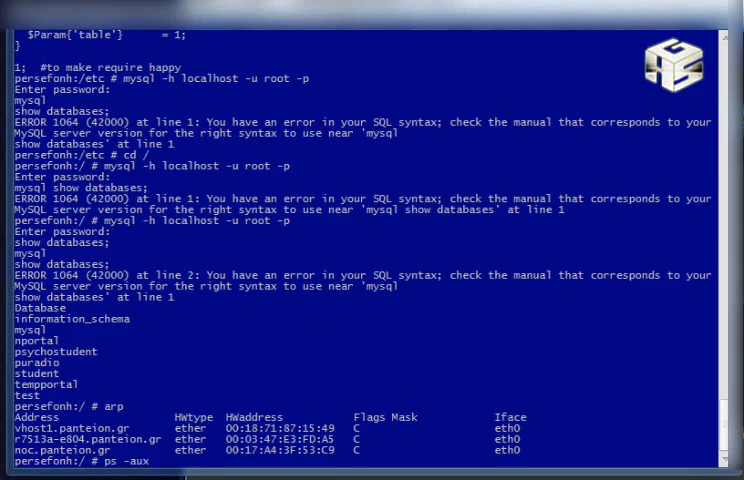 $Param{'table'} = 1;
}
1; #to make require happy
persefonh:/etc # mysql -h localhost -u root -p
Enter password:
mysql
show databases;
ERROR 1064 (42000) at line 1: You have an error in your SQL syntax; check the manual that corresponds to your
MySQL server version for the right syntax to use near 'mysql
show databases' at line 1
persefonh:/etc # cd /
persefonh:/ # mysql -h localhost -u root -p
Enter password:
mysql show databases;
ERROR 1064 (42000) at line 1: You have an error in your SQL syntax; check the manual that corresponds to your
MySQL server version for the right syntax to use near 'mysql show databases' at line 1
persefonh:/ # mysql -h localhost -u root -p
Enter password:
show databases;
mysql
show databases;
ERROR 1064 (42000) at line 2: You have an error in your SQL syntax; check the manual that corresponds to your
MySQL server version for the right syntax to use near 'mysql
show databases' at line 1
Database
information_schema
mysql
nportal
psychostudent
puradio
student
tempportal
test
persefonh:/ # arp
Address HWtype HWaddress Flags Mask Iface
vhost1.panteion.gr ether 00:18:71:87:15:49 C eth0
r7513a-e804.panteion.gr ether 00:03:47:E3:FD:A5 C eth0
noc.panteion.gr ether 00:17:A4:3F:53:C9 C eth0
persefonh:/ # ps -aux
GHS